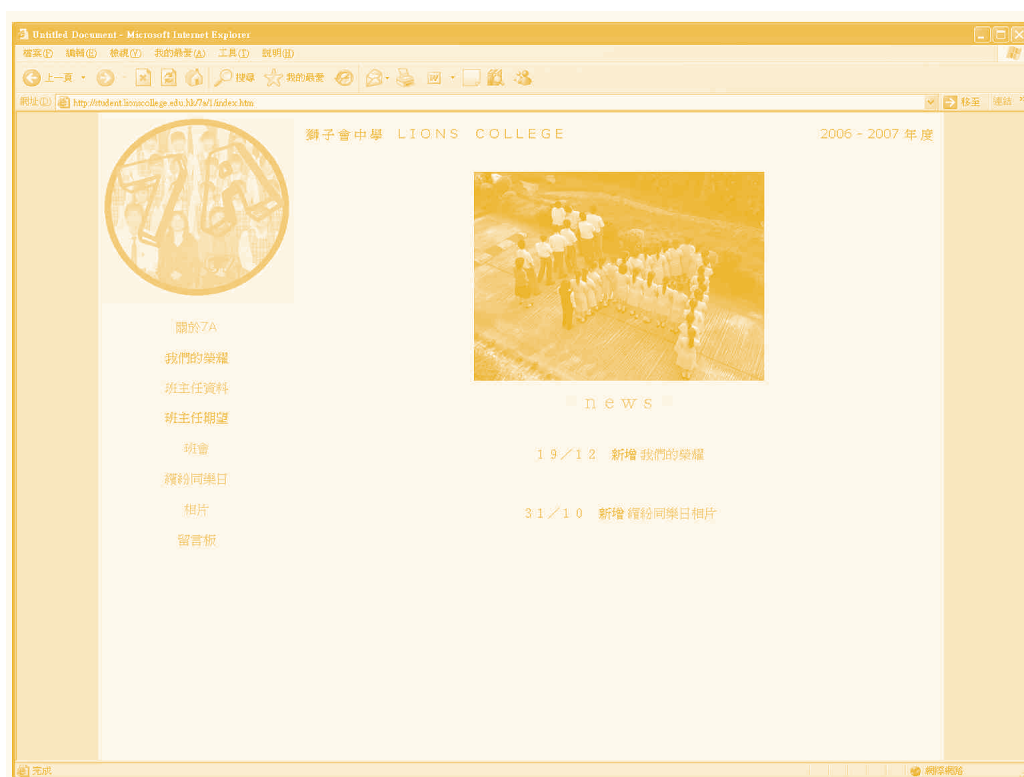 Untitled Document - Microsoft Internet Explorer
檔案(F) 編輯(E) 檢視(V) 我的最愛(A) 工具(T) 說明(H)
上一頁 搜尋 我的最愛
網址(D) http://student.lionscollege.edu.hk/7a/1/index.htm 移至 連結
7A
獅子會中學 LIONS COLLEGE 2006 - 2007 年度
關於7A
我們的榮耀
班主任資料
班主任期望
班會
繽紛同樂日
相片
留言板
news
19／12 新增 我們的榮耀
31／10 新增 繽紛同樂日相片
完成 網際網路